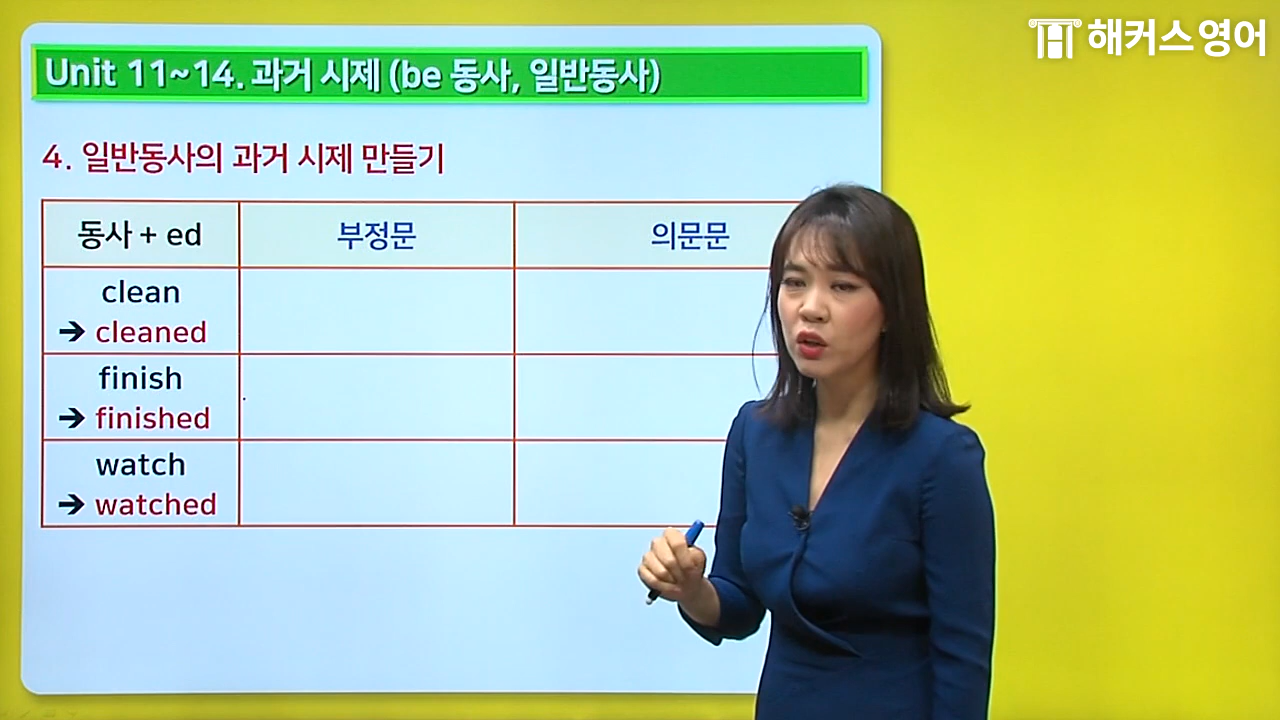 해커스 영어
Unit 11~14. 과거 시제 (be 동사, 일반동사)
4. 일반동사의 과거 시제 만들기
동사 + ed 부정문 의문문
clean
➔ cleaned
finish
➔ finished
watch
➔ watched